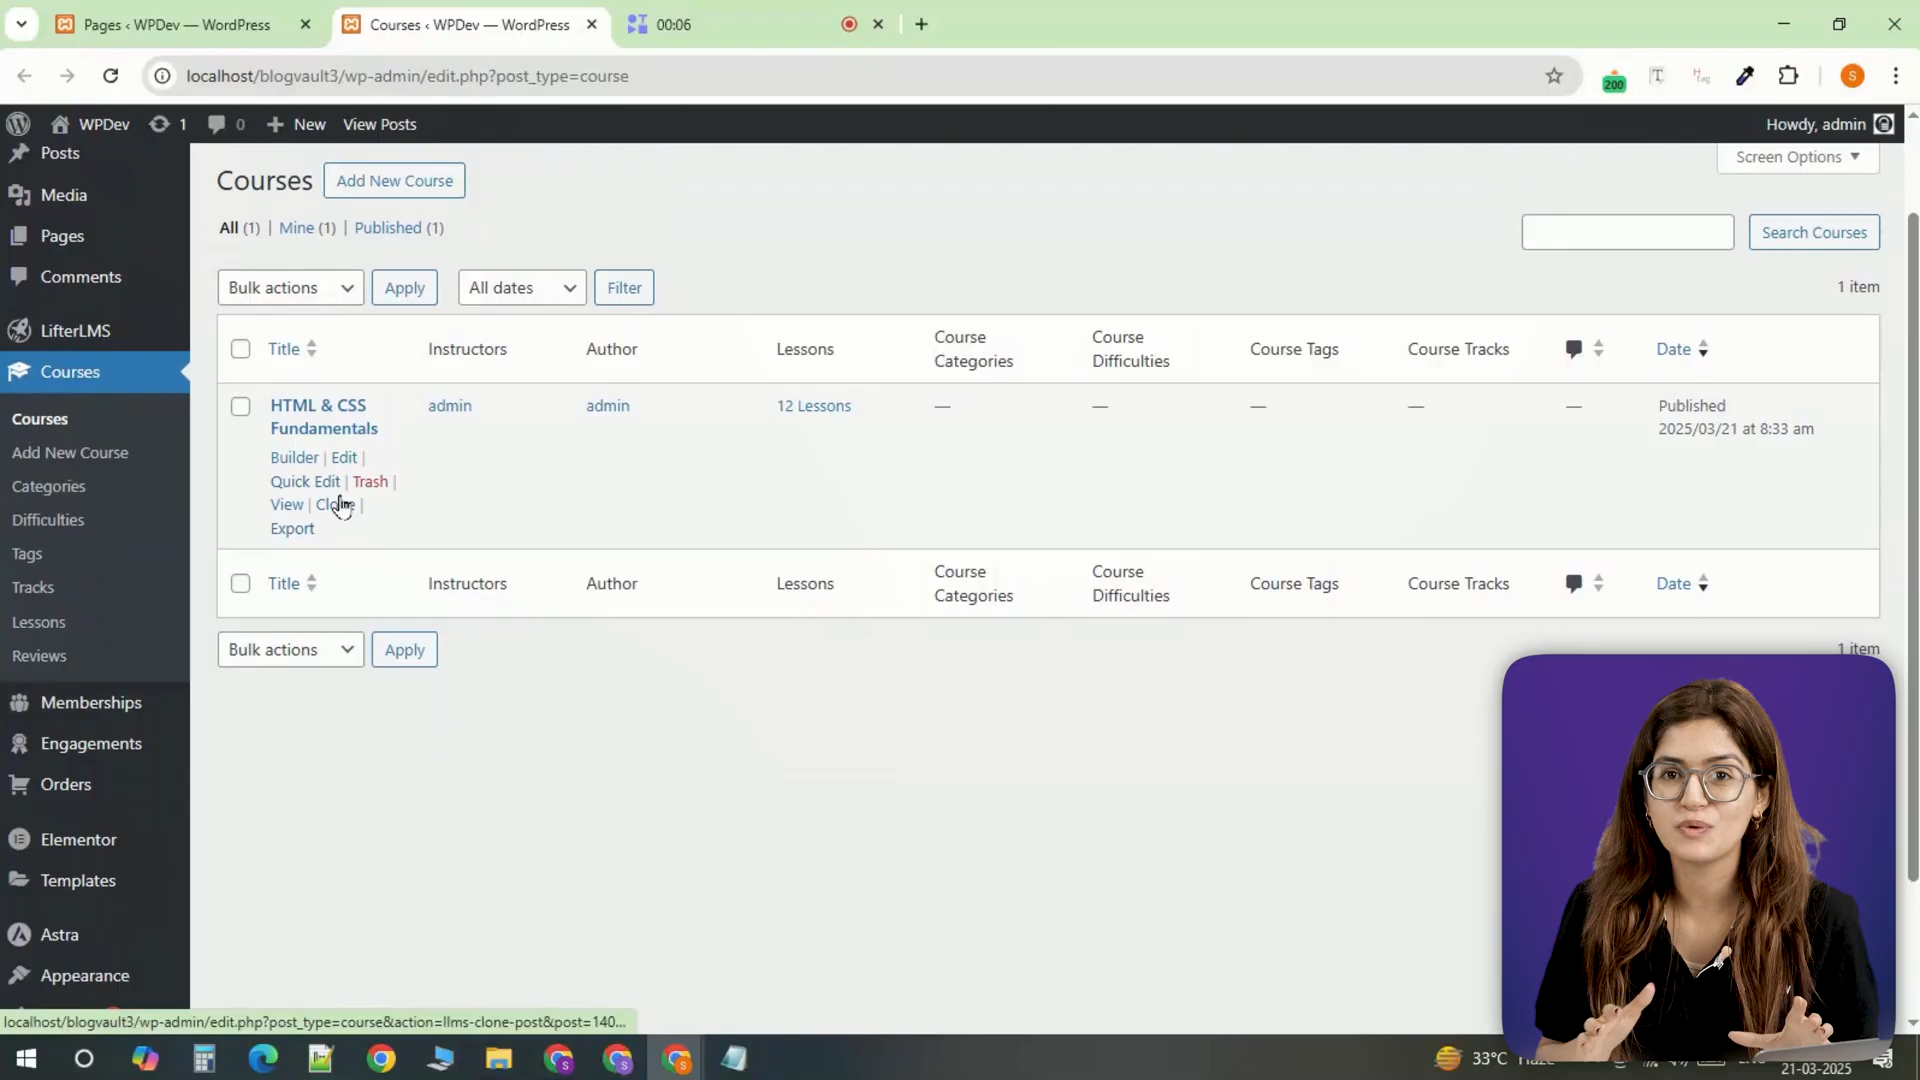 Pages ‹ WPDev — WordPress
Courses ‹ WPDev — WordPress
00:06
localhost/blogvault3/wp-admin/edit.php?post_type=course
200
S
WPDev
1
0
New
View Posts
Howdy, admin
Posts
Media
Pages
Comments
LifterLMS
Courses
Courses
Add New Course
Categories
Difficulties
Tags
Tracks
Lessons
Reviews
Memberships
Engagements
Orders
Elementor
Templates
Astra
Appearance
Screen Options
Courses
Add New Course
All (1) | Mine (1) | Published (1)
Search Courses
Bulk actions
Apply
All dates
Filter
1 item
Title
Instructors
Author
Lessons
Course Categories
Course Difficulties
Course Tags
Course Tracks
Date
HTML & CSS
Fundamentals
admin
admin
12 Lessons
—
—
—
—
—
Published
2025/03/21 at 8:33 am
Builder | Edit |
Quick Edit | Trash |
View | Clone |
Export
Title
Instructors
Author
Lessons
Course Categories
Course Difficulties
Course Tags
Course Tracks
Date
Bulk actions
Apply
1 item
localhost/blogvault3/wp-admin/edit.php?post_type=course&action=llms-clone-post&post=140...
33°C
21-03-2025